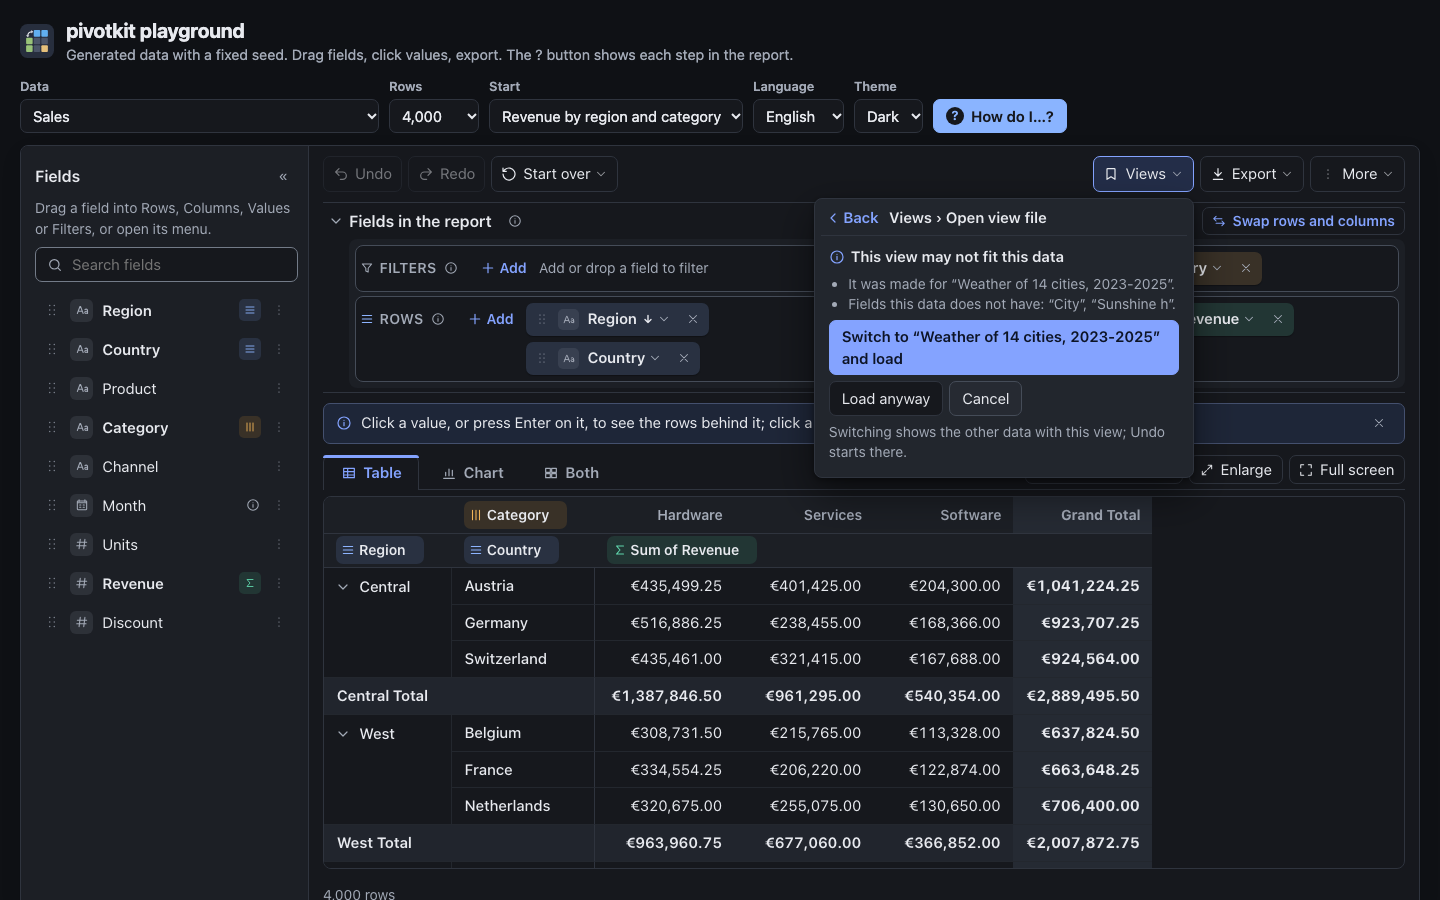 pivotkit playground
Generated data with a fixed seed. Drag fields, click values, export. The ? button shows each step in the report.
Data
Rows
Start
Language
Theme
Sales
4,000
Revenue by region and category
English
Dark
? How do I...?
Fields
«
Drag a field into Rows, Columns, Values
or Filters, or open its menu.
Search fields
Aa Region
Aa Country
Aa Product
Aa Category
Aa Channel
Month
# Units
# Revenue Σ
# Discount
Undo
Redo
Start over
Views
Export
More
Fields in the report
Swap rows and columns
FILTERS
+ Add
Add or drop a field to filter
ROWS
+ Add
Aa Region ↓
Aa Country
ry
evenue
Back Views › Open view file
This view may not fit this data
• It was made for “Weather of 14 cities, 2023-2025”.
• Fields this data does not have: “City”, “Sunshine h”.
Switch to “Weather of 14 cities, 2023-2025”
and load
Load anyway
Cancel
Switching shows the other data with this view; Undo
starts there.
Click a value, or press Enter on it, to see the rows behind it; click a
Table
Chart
Both
Enlarge
Full screen
Category Hardware Services Software Grand Total
Region Country Σ Sum of Revenue
Central Austria €435,499.25 €401,425.00 €204,300.00 €1,041,224.25
Germany €516,886.25 €238,455.00 €168,366.00 €923,707.25
Switzerland €435,461.00 €321,415.00 €167,688.00 €924,564.00
Central Total €1,387,846.50 €961,295.00 €540,354.00 €2,889,495.50
West Belgium €308,731.50 €215,765.00 €113,328.00 €637,824.50
France €334,554.25 €206,220.00 €122,874.00 €663,648.25
Netherlands €320,675.00 €255,075.00 €130,650.00 €706,400.00
West Total €963,960.75 €677,060.00 €366,852.00 €2,007,872.75
4,000 rows